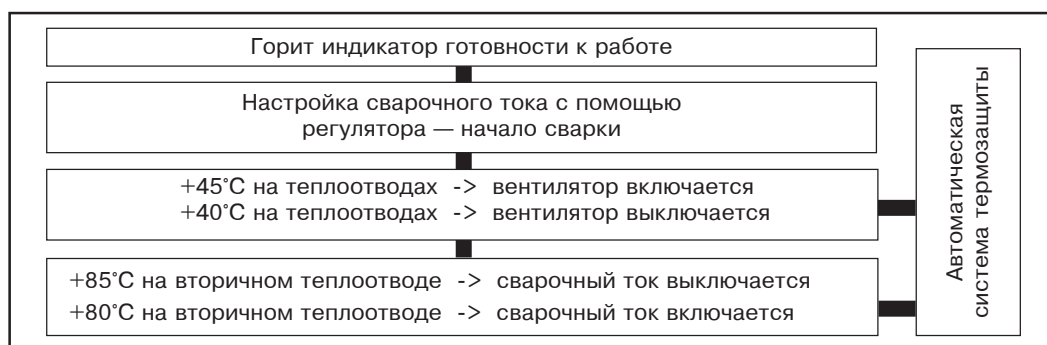 Горит индикатор готовности к работе
Настройка сварочного тока с помощью
регулятора — начало сварки
+45°С на теплоотводах -> вентилятор включается
+40°С на теплоотводах -> вентилятор выключается
+85°С на вторичном теплоотводе -> сварочный ток выключается
+80°С на вторичном теплоотводе -> сварочный ток включается
Автоматическая
система термозащиты